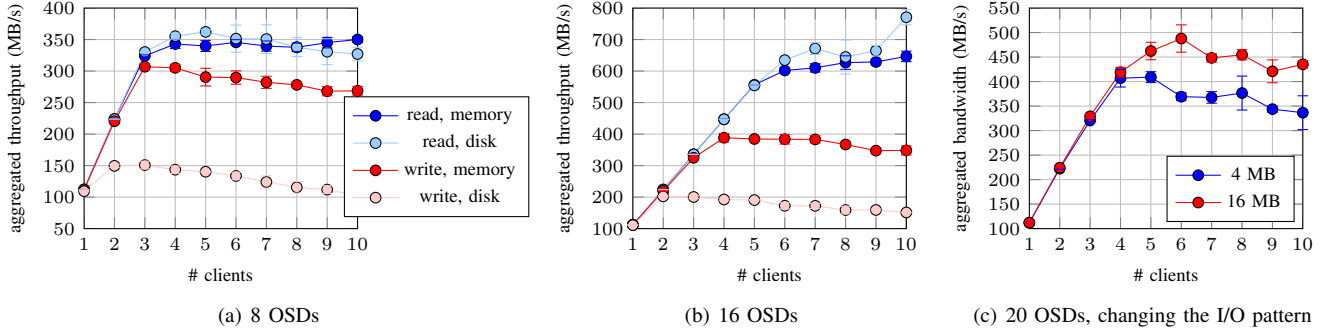 400
350
300
250
200
150
100
50
1 2 3 4 5 6 7 8 9 10
aggregated throughput (MB/s)
# clients
read, memory
read, disk
write, memory
write, disk
(a) 8 OSDs
800
700
600
500
400
300
200
100
1 2 3 4 5 6 7 8 9 10
aggregated throughput (MB/s)
# clients
(b) 16 OSDs
550
500
450
400
350
300
250
200
150
100
1 2 3 4 5 6 7 8 9 10
aggregated bandwidth (MB/s)
# clients
4 MB
16 MB
(c) 20 OSDs, changing the I/O pattern